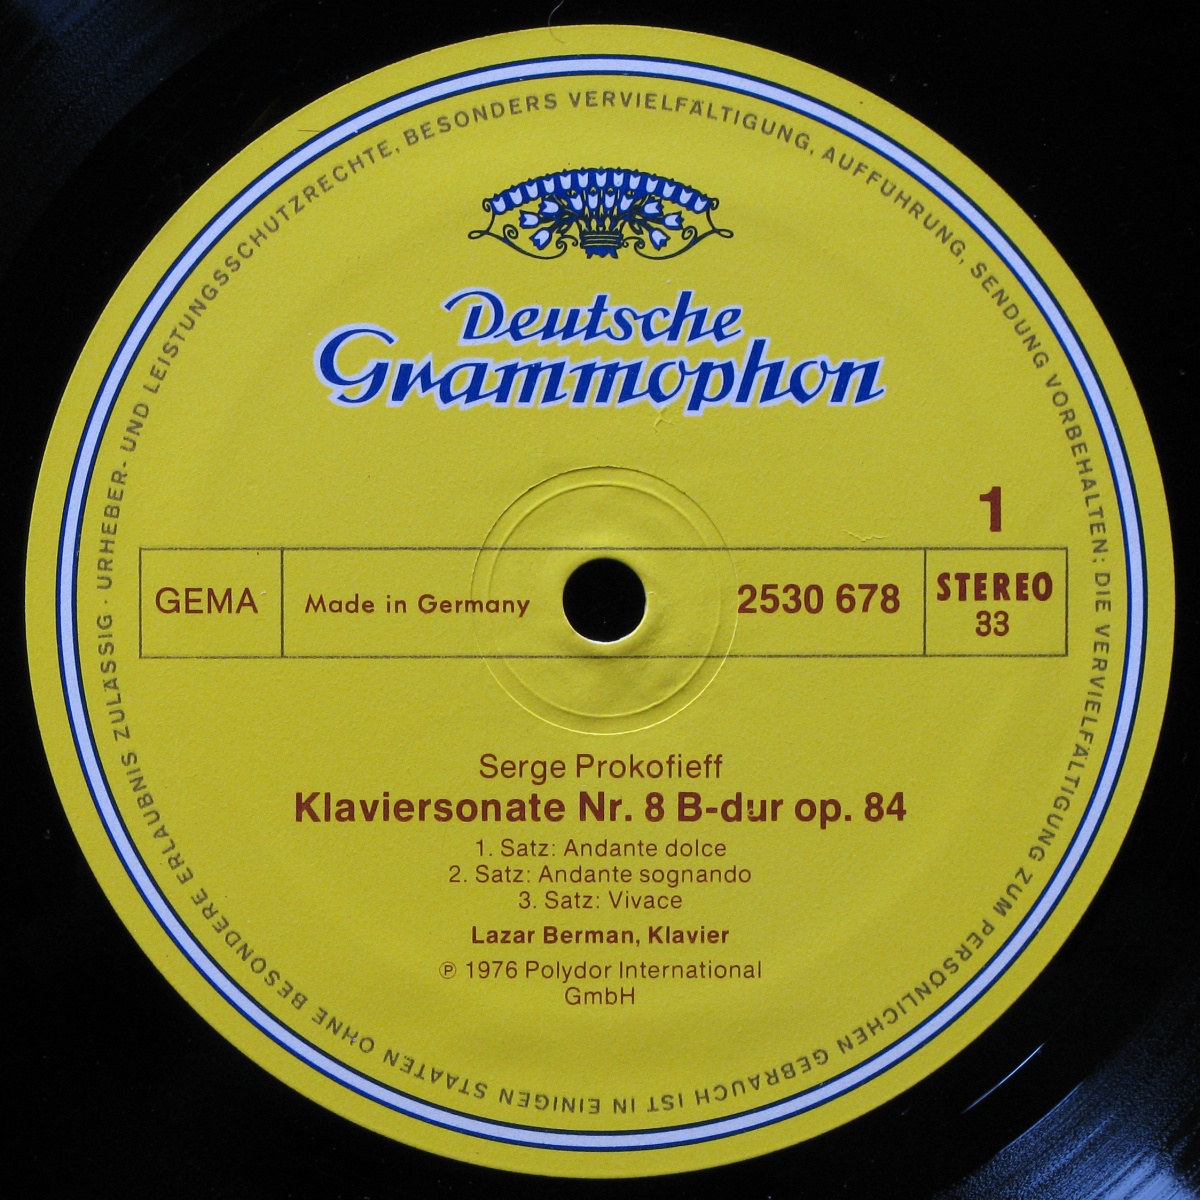 URHEBER- UND LEISTUNGSSCHUTZRECHTE, BESONDERS VERVIELFÄLTIGUNG, AUFFÜHRUNG, SENDUNG VORBEHALTEN; DIE VERVIELFÄLTIGUNG ZUM PERSÖNLICHEN GEBRAUCH IST IN EINIGEN STAATEN OHNE BESONDERE ERLAUBNIS ZULÄSSIG ·
Deutsche
Grammophon
1
GEMA
Made in Germany
2530 678
STEREO
33
Serge Prokofieff
Klaviersonate Nr. 8 B-dur op. 84
1. Satz: Andante dolce
2. Satz: Andante sognando
3. Satz: Vivace
Lazar Berman, Klavier
℗ 1976 Polydor International
GmbH